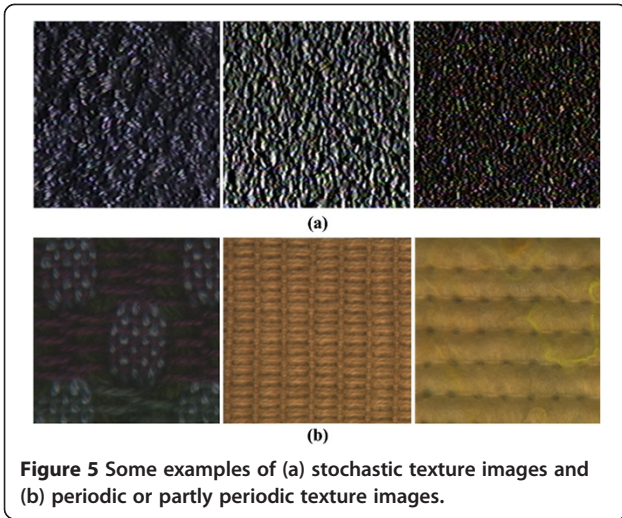 (a)
(b)
Figure 5 Some examples of (a) stochastic texture images and
(b) periodic or partly periodic texture images.